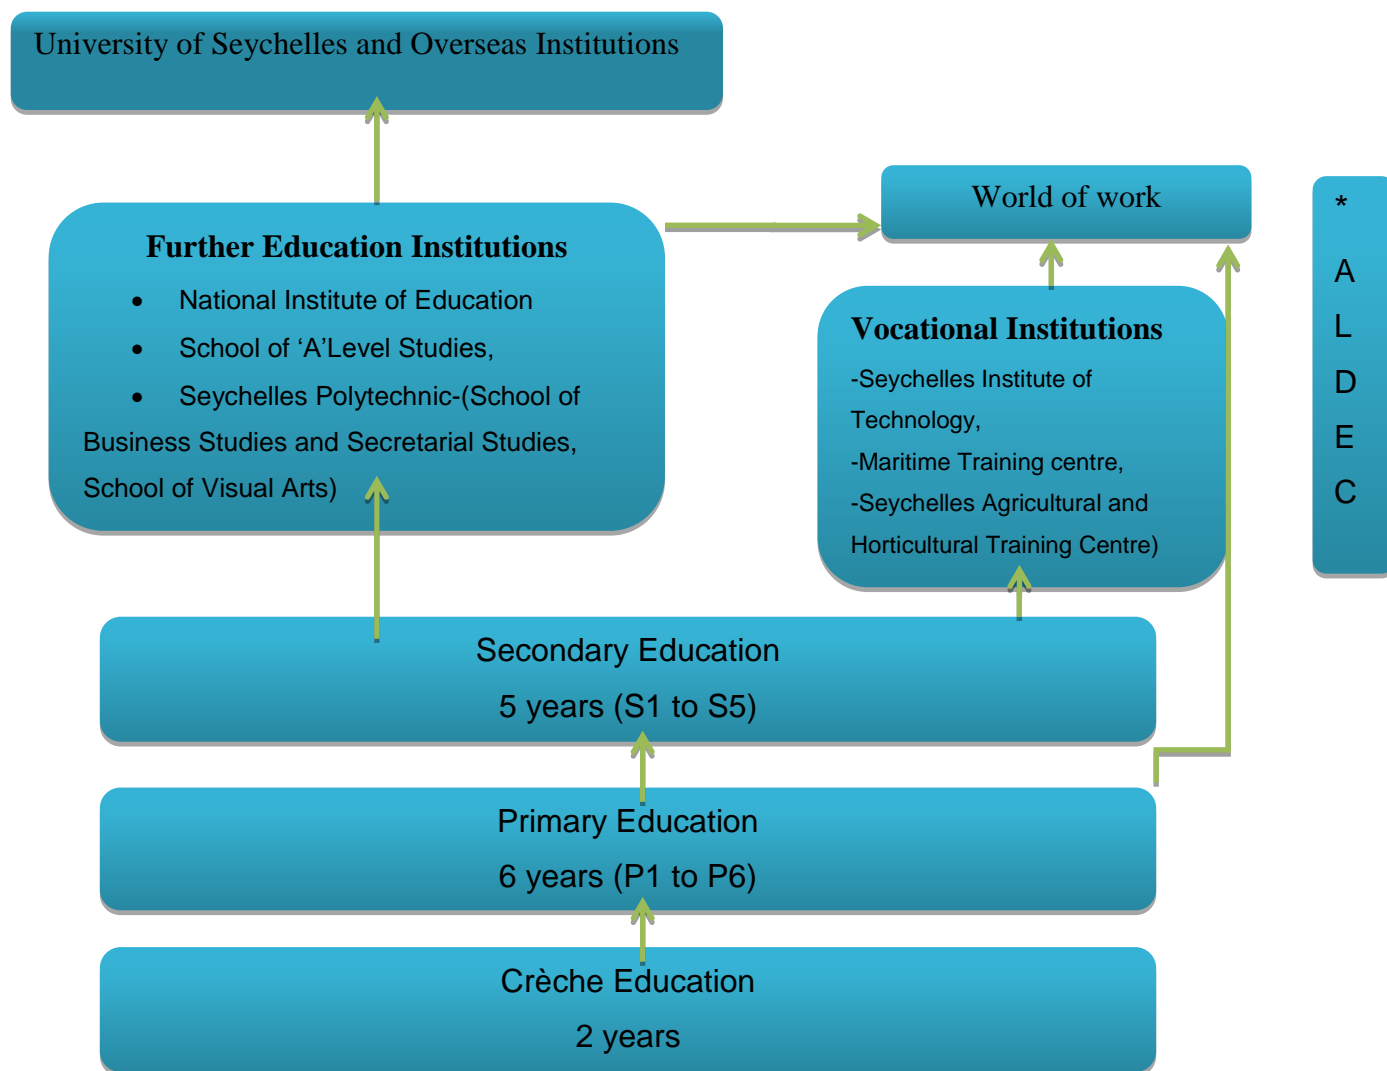 University of Seychelles and Overseas Institutions
World of work
Further Education Institutions
• National Institute of Education
• School of ‘A’Level Studies,
• Seychelles Polytechnic-(School of
Business Studies and Secretarial Studies,
School of Visual Arts)
Vocational Institutions
-Seychelles Institute of
Technology,
-Maritime Training centre,
-Seychelles Agricultural and
Horticultural Training Centre)
*
A
L
D
E
C
Secondary Education
5 years (S1 to S5)
Primary Education
6 years (P1 to P6)
Crèche Education
2 years